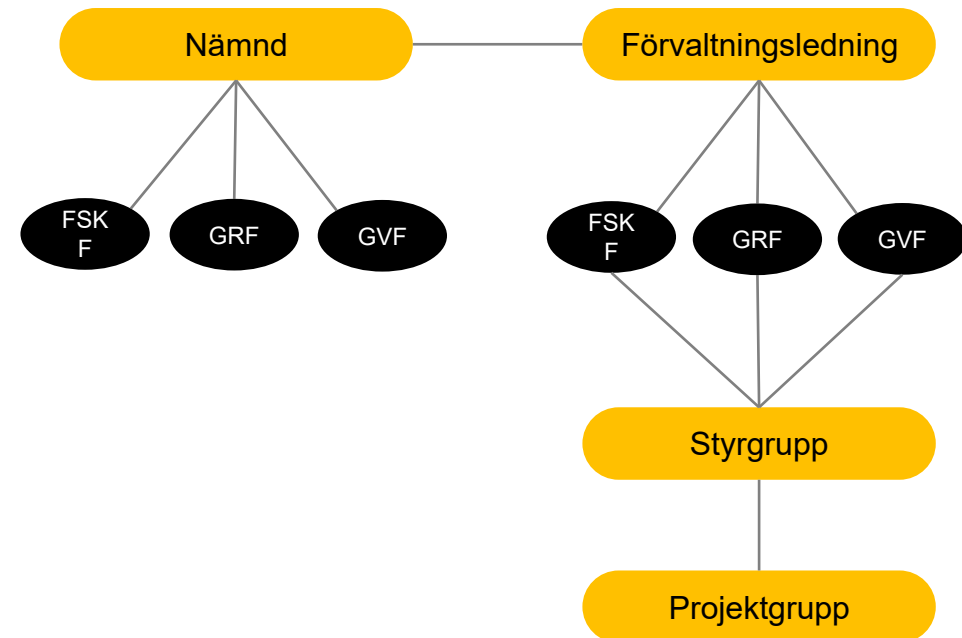 Nämnd
Förvaltningsledning
FSK
F
GRF
GVF
FSK
F
GRF
GVF
Styrgrupp
Projektgrupp